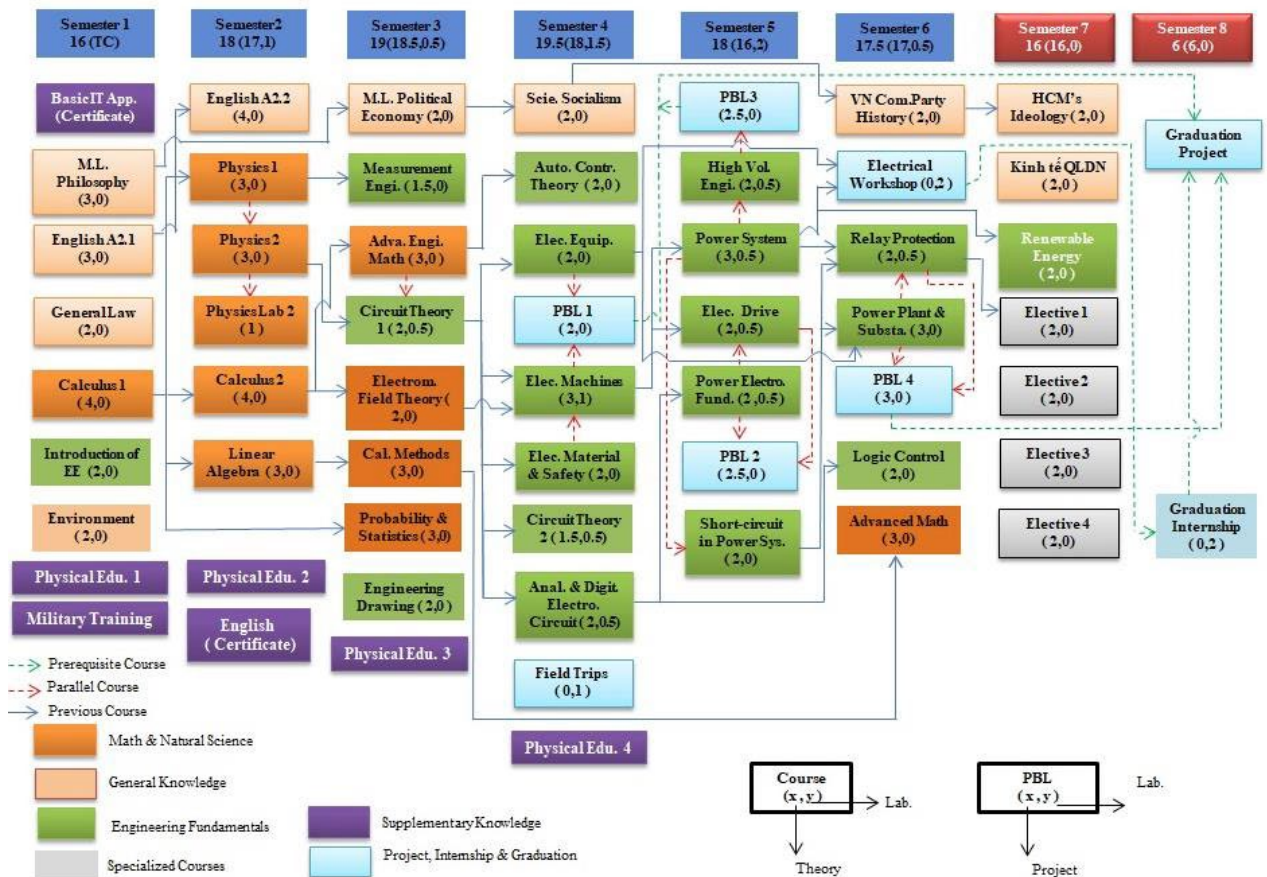 Semester 1
16 (TC)
Semester2
18 (17,1)
Semester 3
19(18.5,0.5)
Semester 4
19.5(18,1.5)
Semester 5
18 (16,2)
Semester 6
17.5 (17,0.5)
Semester 7
16 (16,0)
Semester 8
6 (6,0)
Basic IT App.
(Certificate)
English A2.2
(4,0)
M.L. Political
Economy (2,0)
Scie. Socialism
(2,0)
PBL3
(2.5,0)
VN Com.Party
History (2,0)
HCM's
Ideology (2,0)
Graduation
Project
M.L.
Philosophy
(3,0)
Physics 1
(3,0)
Measurement
Engi. (1.5,0)
Auto. Contr.
Theory (2,0)
High Vol.
Engi. (2,0.5)
Electrical
Workshop (0,2)
Kinh tế QLDN
(2,0)
English A2.1
(3,0)
Physics 2
(3,0)
Adva. Engi.
Math (3,0)
Elec. Equip.
(2,0)
Power System
(3,0.5)
Relay Protection
(2,0.5)
Renewable
Energy
(2,0)
General Law
(2,0)
Physics Lab 2
(1)
Circuit Theory
1 (2,0.5)
PBL 1
(2,0)
Elec. Drive
(2,0.5)
Power Plant &
Substa. (3,0)
Elective 1
(2,0)
Calculus 1
(4,0)
Calculus 2
(4,0)
Electrom.
Field Theory (
2,0)
Elec. Machines
(3,1)
Power Electro.
Fund. (2,0.5)
PBL 4
(3,0)
Elective 2
(2,0)
Introduction of
EE (2,0)
Linear
Algebra (3,0)
Cal. Methods
(3,0)
Elec. Material
& Safety (2,0)
PBL 2
(2.5,0)
Logic Control
(2,0)
Elective 3
(2,0)
Environment
(2,0)
Probability &
Statistics (3,0)
Circuit Theory
2 (1.5,0.5)
Short-circuit
in Power Sys.
(2,0)
Advanced Math
(3,0)
Elective 4
(2,0)
Graduation
Internship
(0,2)
Physical Edu. 1
Physical Edu. 2
Engineering
Drawing (2,0)
Anal. & Digit.
Electro.
Circuit (2,0.5)
Military Training
English
(Certificate)
Physical Edu. 3
Field Trips
(0,1)
Physical Edu. 4
Prerequisite Course
Parallel Course
Previous Course
Math & Natural Science
General Knowledge
Engineering Fundamentals
Specialized Courses
Supplementary Knowledge
Project, Internship & Graduation
Course
(x,y)
Lab.
Theory
PBL
(x,y)
Lab.
Project